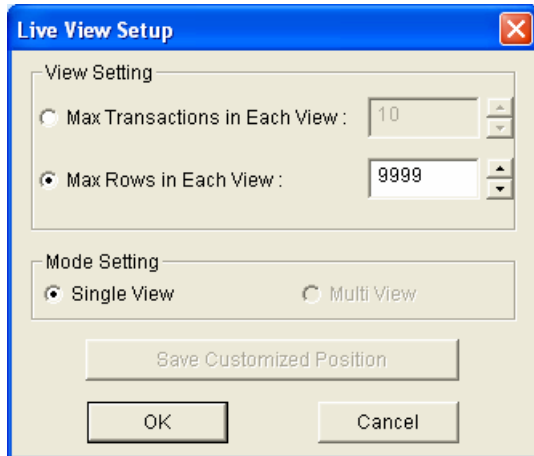 Live View Setup
View Setting
Max Transactions in Each View : 10
Max Rows in Each View : 9999
Mode Setting
Single View Multi View
Save Customized Position
OK Cancel